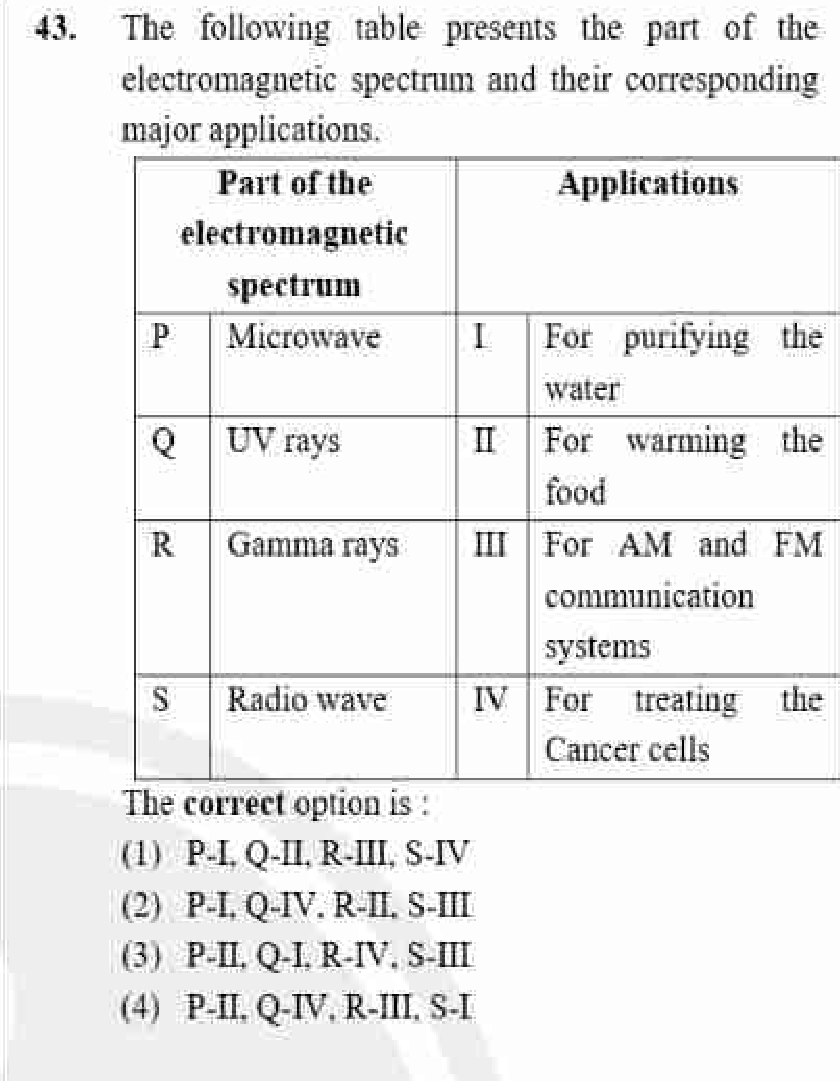 43. The following table presents the part of the
electromagnetic spectrum and their corresponding
major applications.
Part of the Applications
electromagnetic
spectrum
P Microwave I For purifying the
water
Q UV rays II For warming the
food
R Gamma rays III For AM and FM
communication
systems
S Radio wave IV For treating the
Cancer cells
The correct option is :
(1) P-I, Q-II, R-III, S-IV
(2) P-I, Q-IV, R-II, S-III
(3) P-II, Q-I, R-IV, S-III
(4) P-II, Q-IV, R-III, S-I